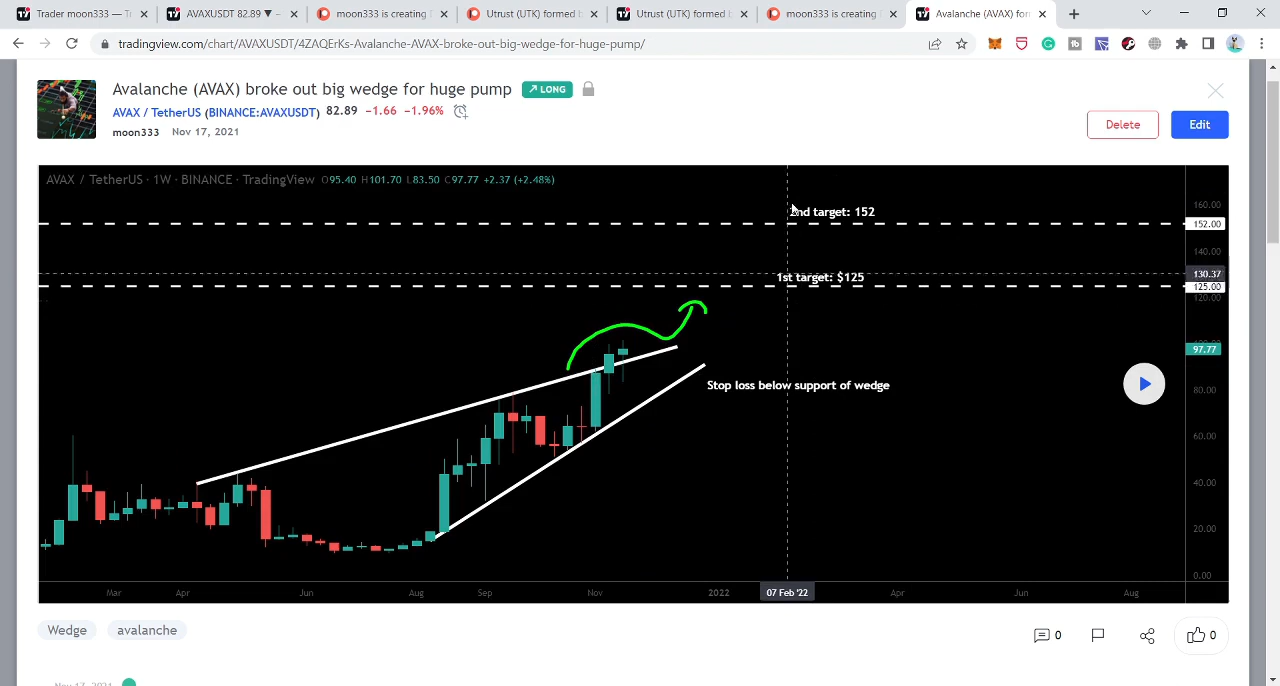 Trader moon333 — Tr
AVAXUSDT 82.89 ▼ −
moon333 is creating f
Utrust (UTK) formed b
Utrust (UTK) formed b
moon333 is creating f
Avalanche (AVAX) for
tradingview.com/chart/AVAXUSDT/4ZAQExcC-Avalanche-AVAX-broke-out-big-wedge-for-huge-pump/
Avalanche (AVAX) broke out big wedge for huge pump
LONG
AVAX / TetherUS (BINANCE:AVAXUSDT) 82.89 −1.66 −1.96%
moon333 Nov 17, 2021
Delete
Edit
AVAX / TetherUS · 1W · BINANCE · TradingView O95.40 H101.70 L83.50 C97.77 +2.37 (+2.48%)
160.00
2nd target: 152
152.00
140.00
130.37
1st target: $125
125.00
120.00
97.77
Stop loss below support of wedge
80.00
60.00
40.00
20.00
0.00
Mar Apr Jun Aug Sep Nov 2022 07 Feb '22 Apr Jun Aug
Wedge avalanche
0
0
Nov 17, 2021